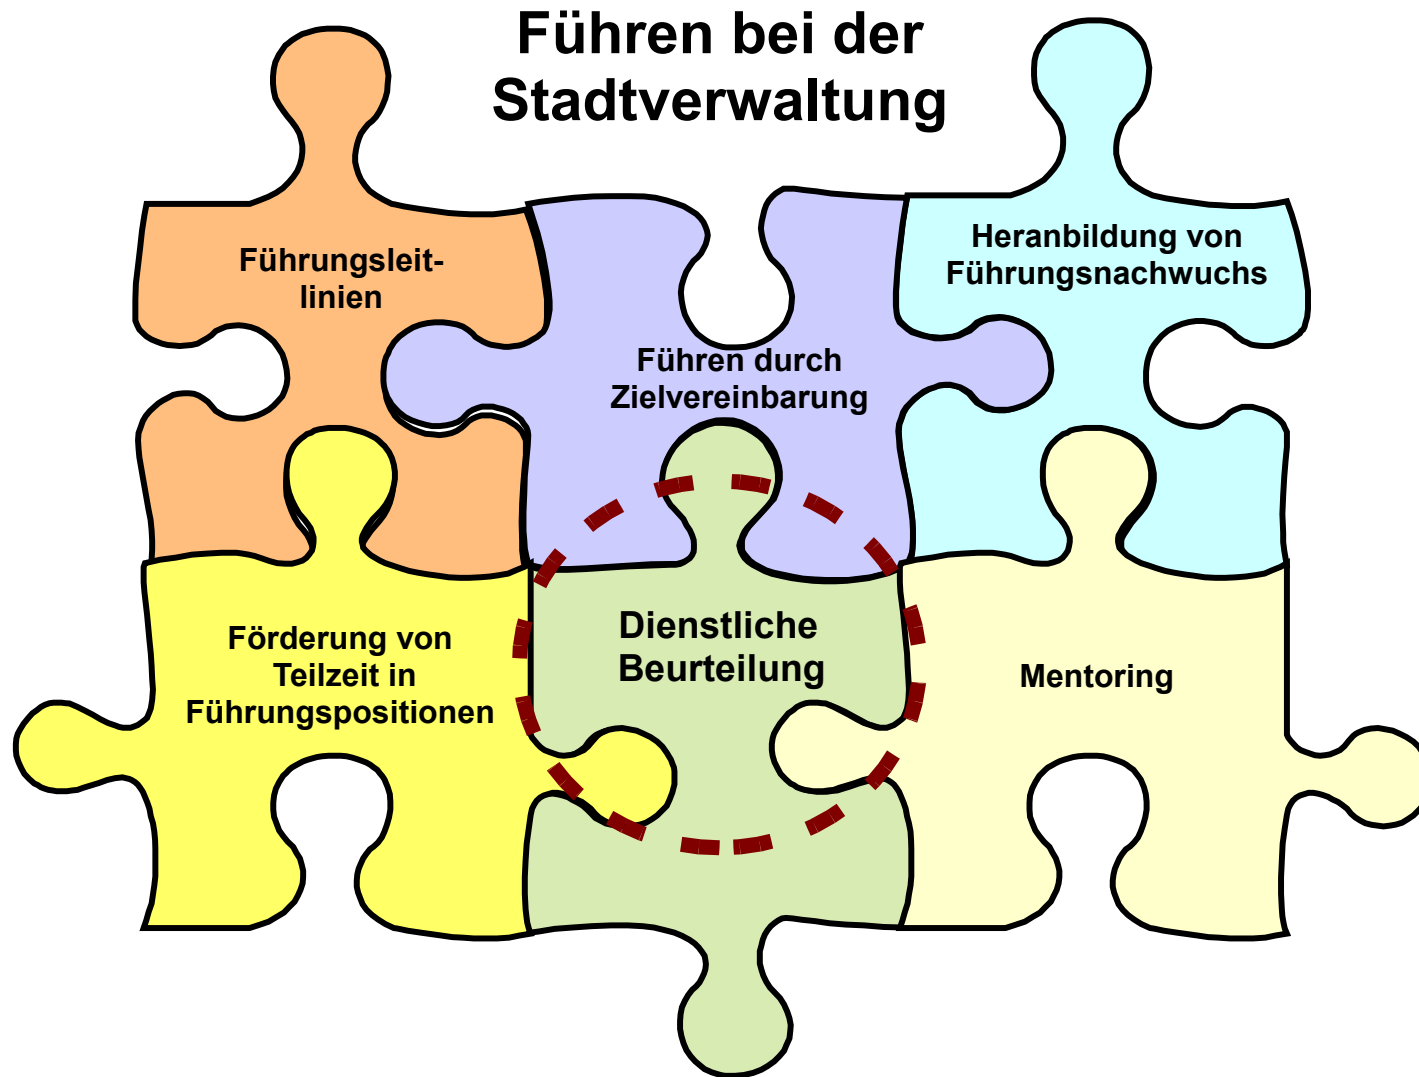 Führen bei der
Stadtverwaltung
Führungsleit-
linien
Führen durch
Zielvereinbarung
Heranbildung von
Führungsnachwuchs
Förderung von
Teilzeit in
Führungspositionen
Dienstliche
Beurteilung
Mentoring